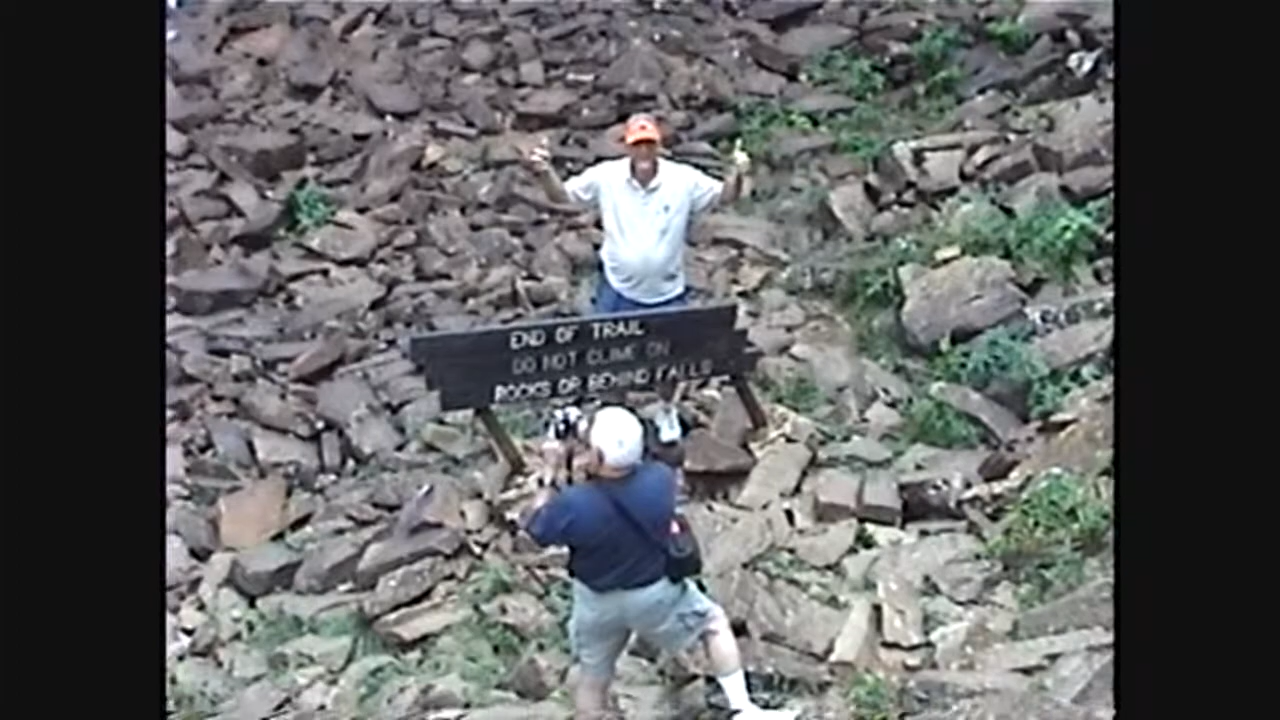 END OF TRAIL
DO NOT CLIMB ON
ROCKS OR BEHIND FALLS